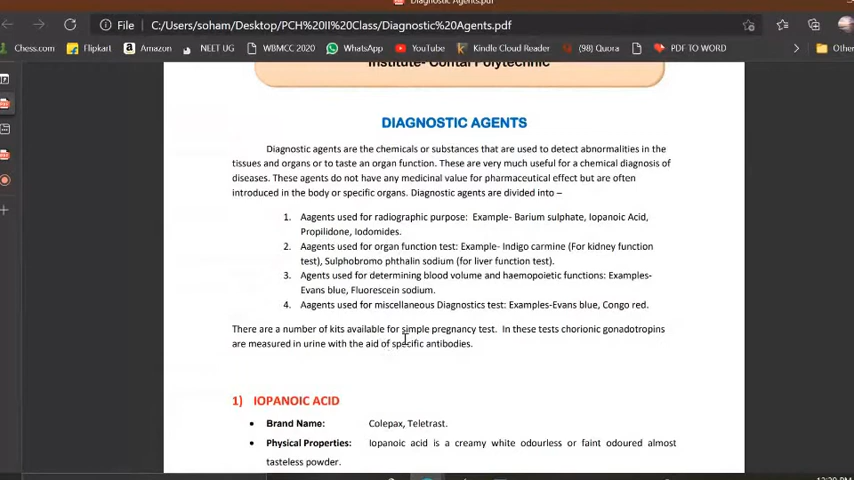 Diagnostic Agents.pdf
File C:/Users/soham/Desktop/PCH%20II%20Class/Diagnostic%20Agents.pdf
Chess.com Flipkart Amazon NEET UG WBMCC 2020 WhatsApp YouTube Kindle Cloud Reader (98) Quora PDF TO WORD Other
Institute- Contai Polytechnic
DIAGNOSTIC AGENTS
Diagnostic agents are the chemicals or substances that are used to detect abnormalities in the
tissues and organs or to taste an organ function. These are very much useful for a chemical diagnosis of
diseases. These agents do not have any medicinal value for pharmaceutical effect but are often
introduced in the body or specific organs. Diagnostic agents are divided into –
1. Aagents used for radiographic purpose: Example- Barium sulphate, Iopanoic Acid,
Propilidone, Iodomides.
2. Aagents used for organ function test: Example- Indigo carmine (For kidney function
test), Sulphobromo phthalin sodium (for liver function test).
3. Agents used for determining blood volume and haemopoietic functions: Examples-
Evans blue, Fluorescein sodium.
4. Aagents used for miscellaneous Diagnostics test: Examples-Evans blue, Congo red.
There are a number of kits available for simple pregnancy test. In these tests chorionic gonadotropins
are measured in urine with the aid of specific antibodies.
1) IOPANOIC ACID
• Brand Name: Colepax, Teletrast.
• Physical Properties: Iopanoic acid is a creamy white odourless or faint odoured almost
tasteless powder.